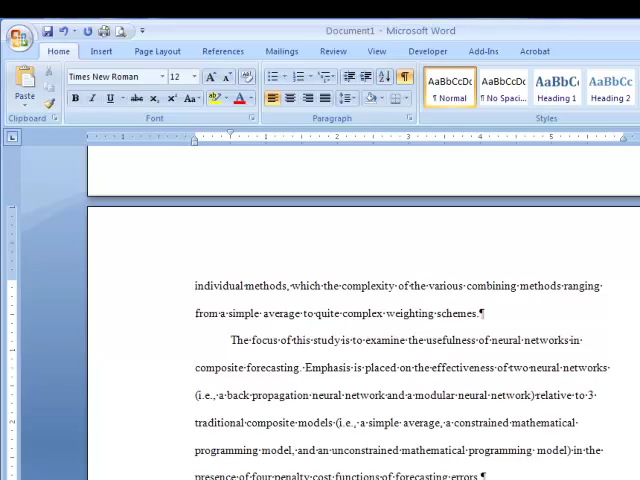 Document1 - Microsoft Word
Home Insert Page Layout References Mailings Review View Developer Add-Ins Acrobat
Paste
Times New Roman 12
AaBbCcDc AaBbCcDc AaBbC AaBbCc
¶ Normal ¶ No Spaci... Heading 1 Heading 2
Clipboard Font Paragraph Styles
1 1 2 3 4 5
individual methods, which the complexity of the various combining methods ranging
from a simple average to quite complex weighting schemes.¶
The focus of this study is to examine the usefulness of neural networks in
composite forecasting. Emphasis is placed on the effectiveness of two neural networks
(i.e., a back propagation neural network and a modular neural network) relative to 3
traditional composite models (i.e., a simple average, a constrained mathematical
programming model, and an unconstrained mathematical programming model) in the
presence of four penalty cost functions of forecasting errors.¶